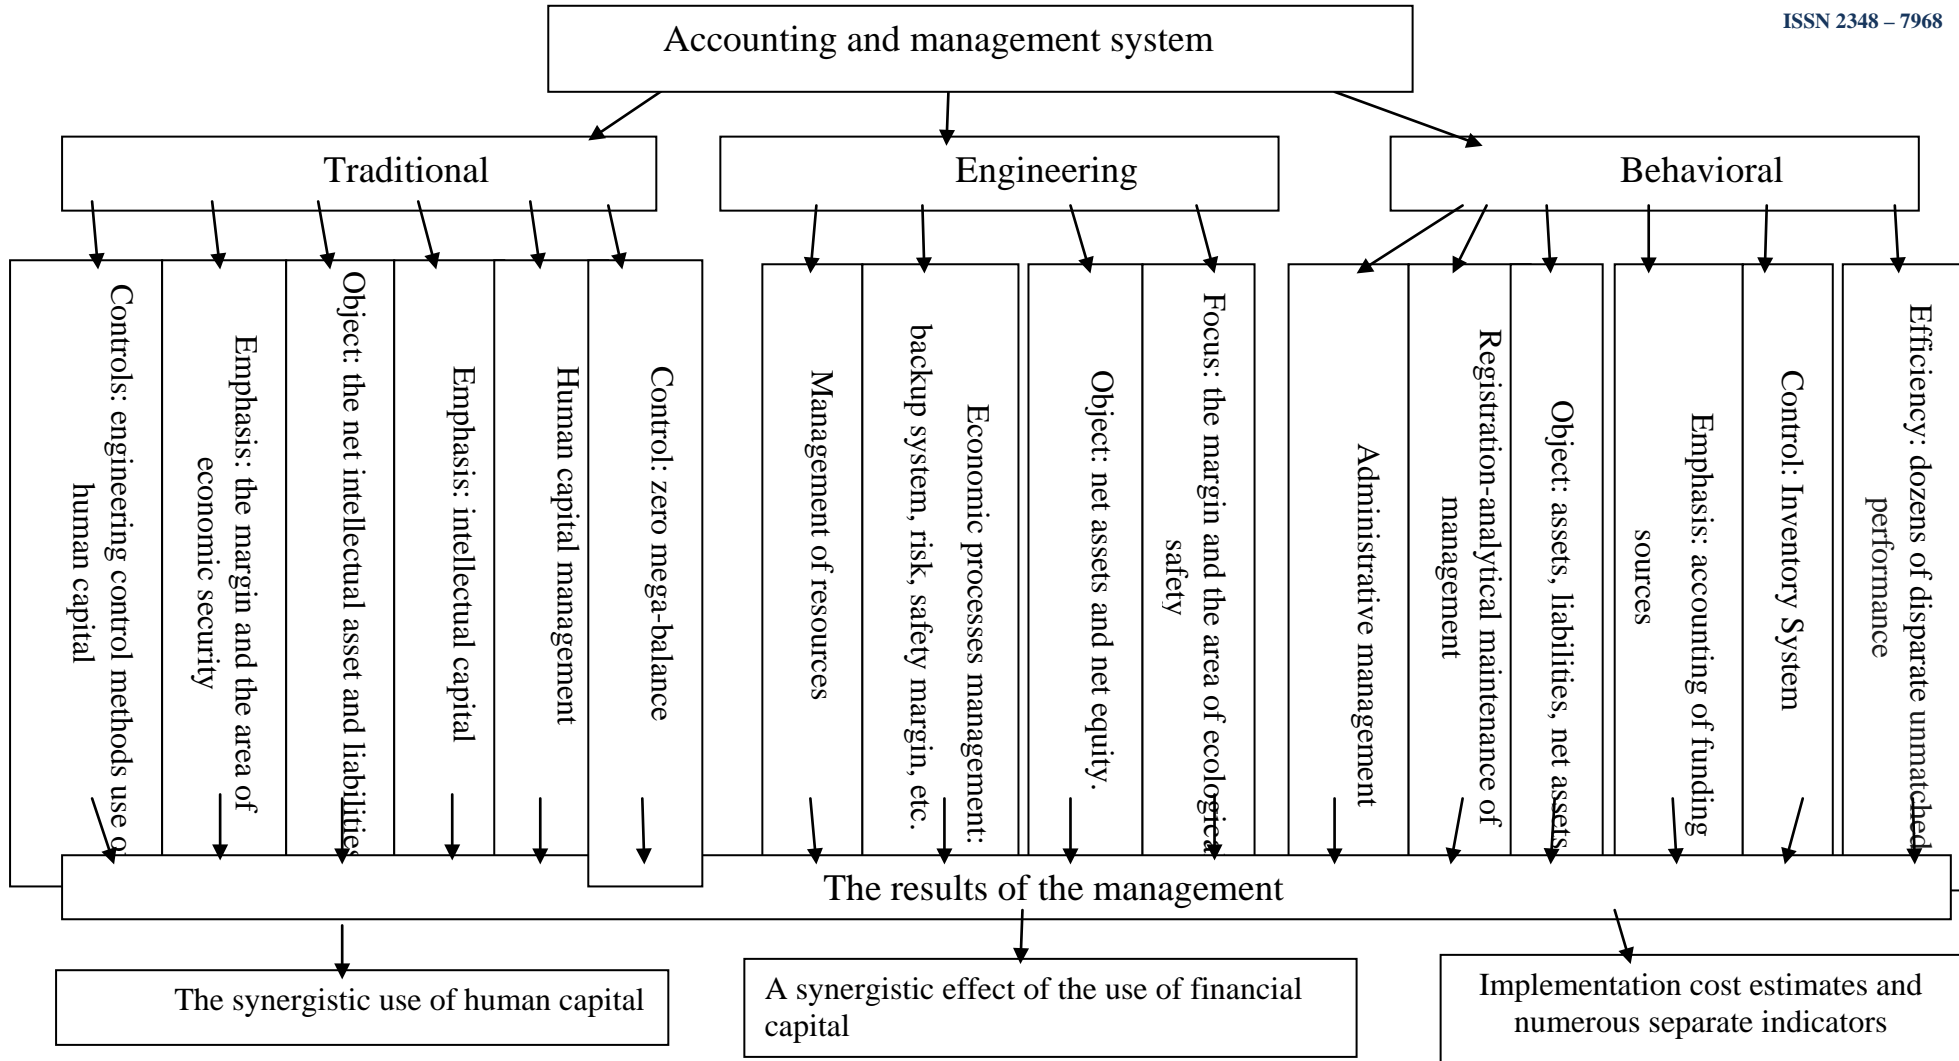 ISSN 2348 – 7968
Accounting and management system
Traditional
Engineering
Behavioral
Controls: engineering control methods use o
human capital
Emphasis: the margin and the area of
economic security
Object: the net intellectual asset and liabilities
Emphasis: intellectual capital
Human capital management
Control: zero mega-balance
Management of resources
Economic processes management:
backup system, risk, safety margin, etc.
Object: net assets and net equity.
Focus: the margin and the area of ecologica
safety
Administrative management
Registration-analytical maintenance of
management
Object: assets, liabilities, net assets
Emphasis: accounting of funding
sources
Control: Inventory System
Efficiency: dozens of disparate unmatched
performance
The results of the management
The synergistic use of human capital
A synergistic effect of the use of financial
capital
Implementation cost estimates and
numerous separate indicators